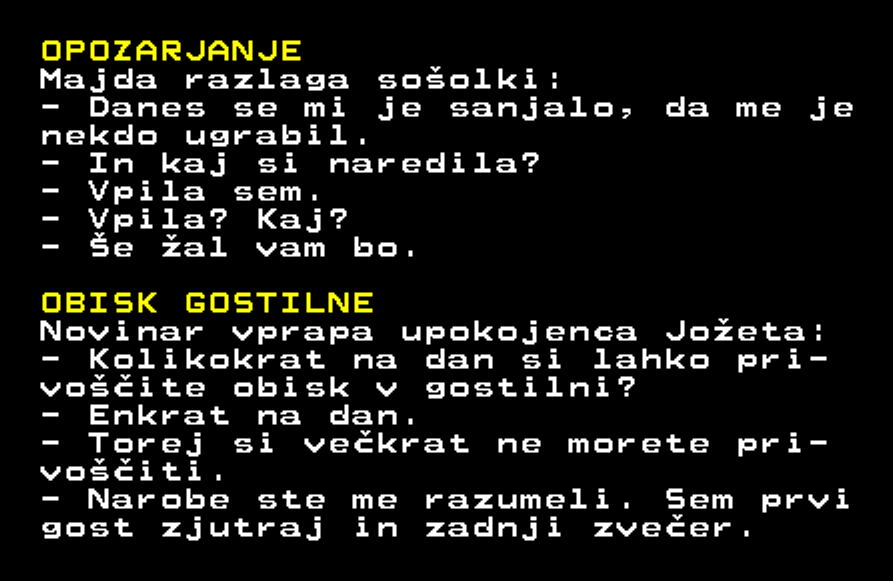 OPOZARJANJE
Majda razlaga sošolki:
- Danes se mi je sanjalo, da me je
nekdo ugrabil.
- In kaj si naredila?
- Vpila sem.
- Vpila? Kaj?
- Še žal vam bo.
OBISK GOSTILNE
Novinar vprapa upokojenca Jožeta:
- Kolikokrat na dan si lahko pri-
voščite obisk v gostilni?
- Enkrat na dan.
- Torej si večkrat ne morete pri-
voščiti.
- Narobe ste me razumeli. Sem prvi
gost zjutraj in zadnji zvečer.